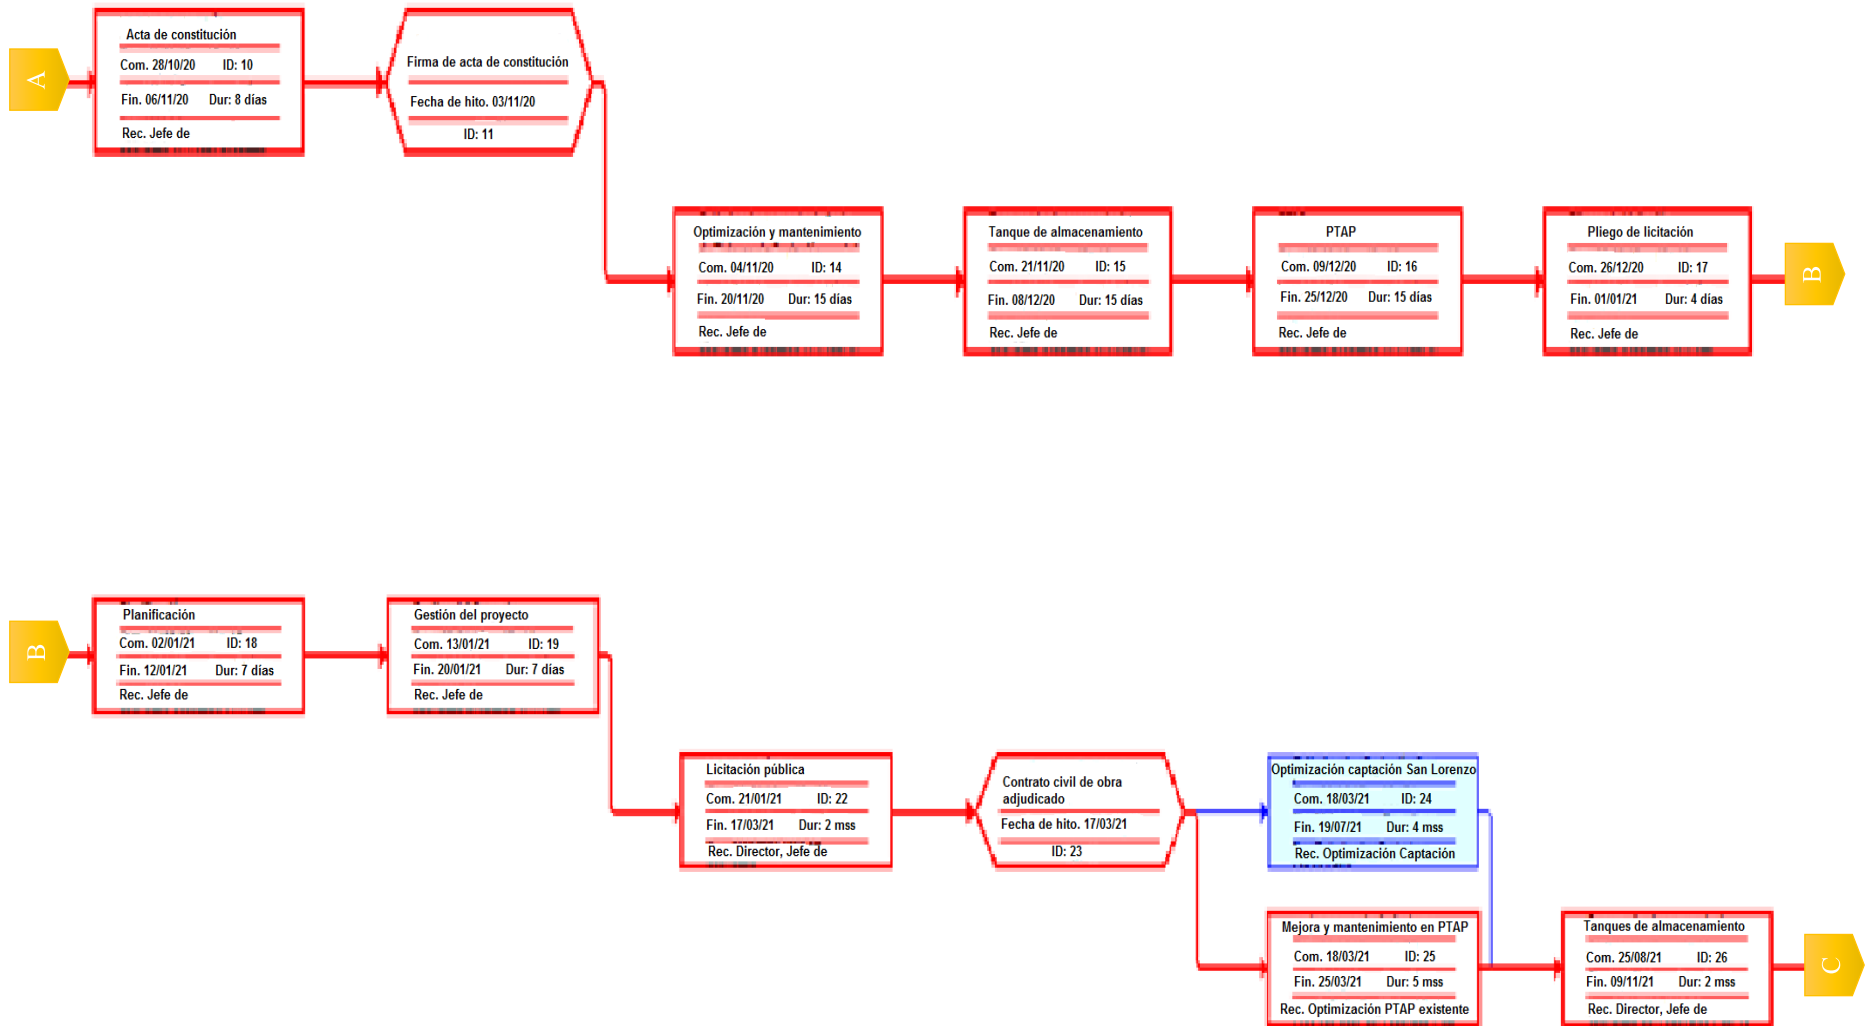 A
Acta de constitución
Com. 28/10/20 ID: 10
Fin. 06/11/20 Dur: 8 días
Rec. Jefe de
Firma de acta de constitución
Fecha de hito. 03/11/20
ID: 11
Optimización y mantenimiento
Com. 04/11/20 ID: 14
Fin. 20/11/20 Dur: 15 días
Rec. Jefe de
Tanque de almacenamiento
Com. 21/11/20 ID: 15
Fin. 08/12/20 Dur: 15 días
Rec. Jefe de
PTAP
Com. 09/12/20 ID: 16
Fin. 25/12/20 Dur: 15 días
Rec. Jefe de
Pliego de licitación
Com. 26/12/20 ID: 17
Fin. 01/01/21 Dur: 4 días
Rec. Jefe de
B
B
Planificación
Com. 02/01/21 ID: 18
Fin. 12/01/21 Dur: 7 días
Rec. Jefe de
Gestión del proyecto
Com. 13/01/21 ID: 19
Fin. 20/01/21 Dur: 7 días
Rec. Jefe de
Licitación pública
Com. 21/01/21 ID: 22
Fin. 17/03/21 Dur: 2 mss
Rec. Director, Jefe de
Contrato civil de obra
adjudicado
Fecha de hito. 17/03/21
ID: 23
Optimización captación San Lorenzo
Com. 18/03/21 ID: 24
Fin. 19/07/21 Dur: 4 mss
Rec. Optimización Captación
Mejora y mantenimiento en PTAP
Com. 18/03/21 ID: 25
Fin. 25/03/21 Dur: 5 mss
Rec. Optimización PTAP existente
Tanques de almacenamiento
Com. 25/08/21 ID: 26
Fin. 09/11/21 Dur: 2 mss
Rec. Director, Jefe de
C